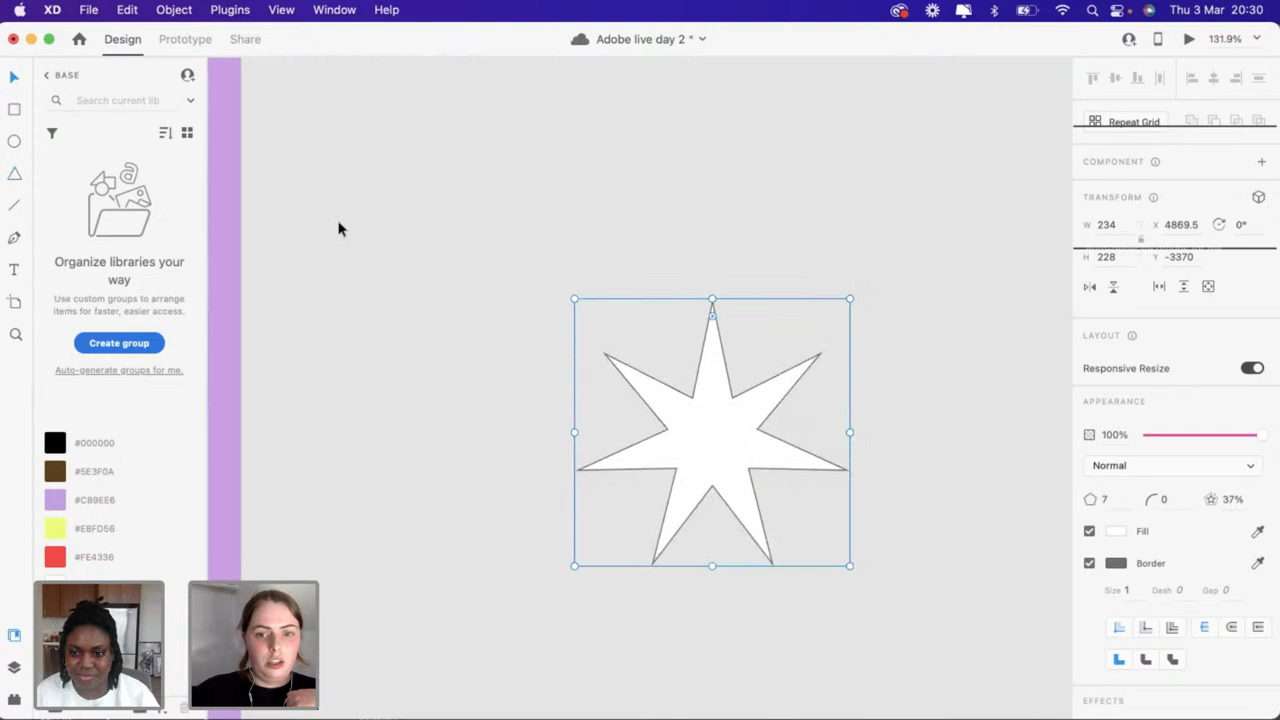 XD File Edit Object Plugins View Window Help
Thu 3 Mar 20:30
Design Prototype Share
Adobe live day 2 *
131.9%
BASE
Search current lib
Organize libraries your
way
Use custom groups to arrange
items for faster, easier access.
Create group
Auto-generate groups for me.
#000000
#5E3F0A
#C89EE6
#E8FD56
#FE4336
Repeat Grid
COMPONENT
TRANSFORM
W 234 X 4869.5 0°
H 228 Y -3370
LAYOUT
Responsive Resize
APPEARANCE
100%
Normal
7 0 37%
Fill
Border
Size 1 Dash 0 Gap 0
EFFECTS